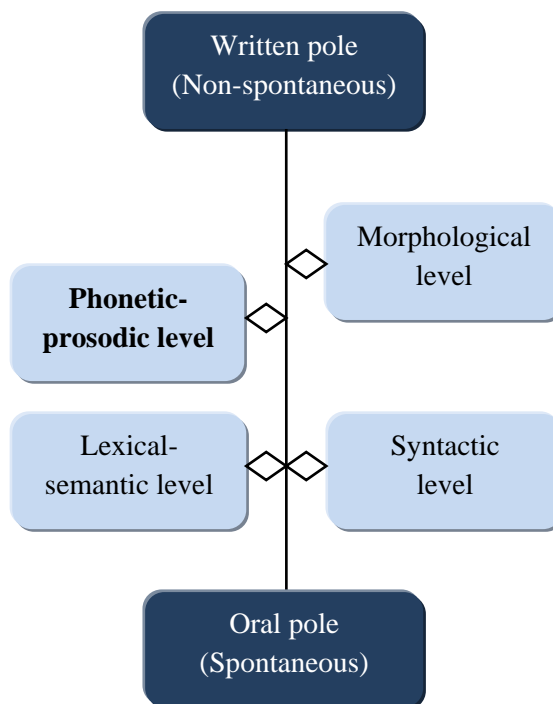 Written pole
(Non-spontaneous)
Morphological
level
Phonetic-
prosodic level
Lexical-
semantic level
Syntactic
level
Oral pole
(Spontaneous)